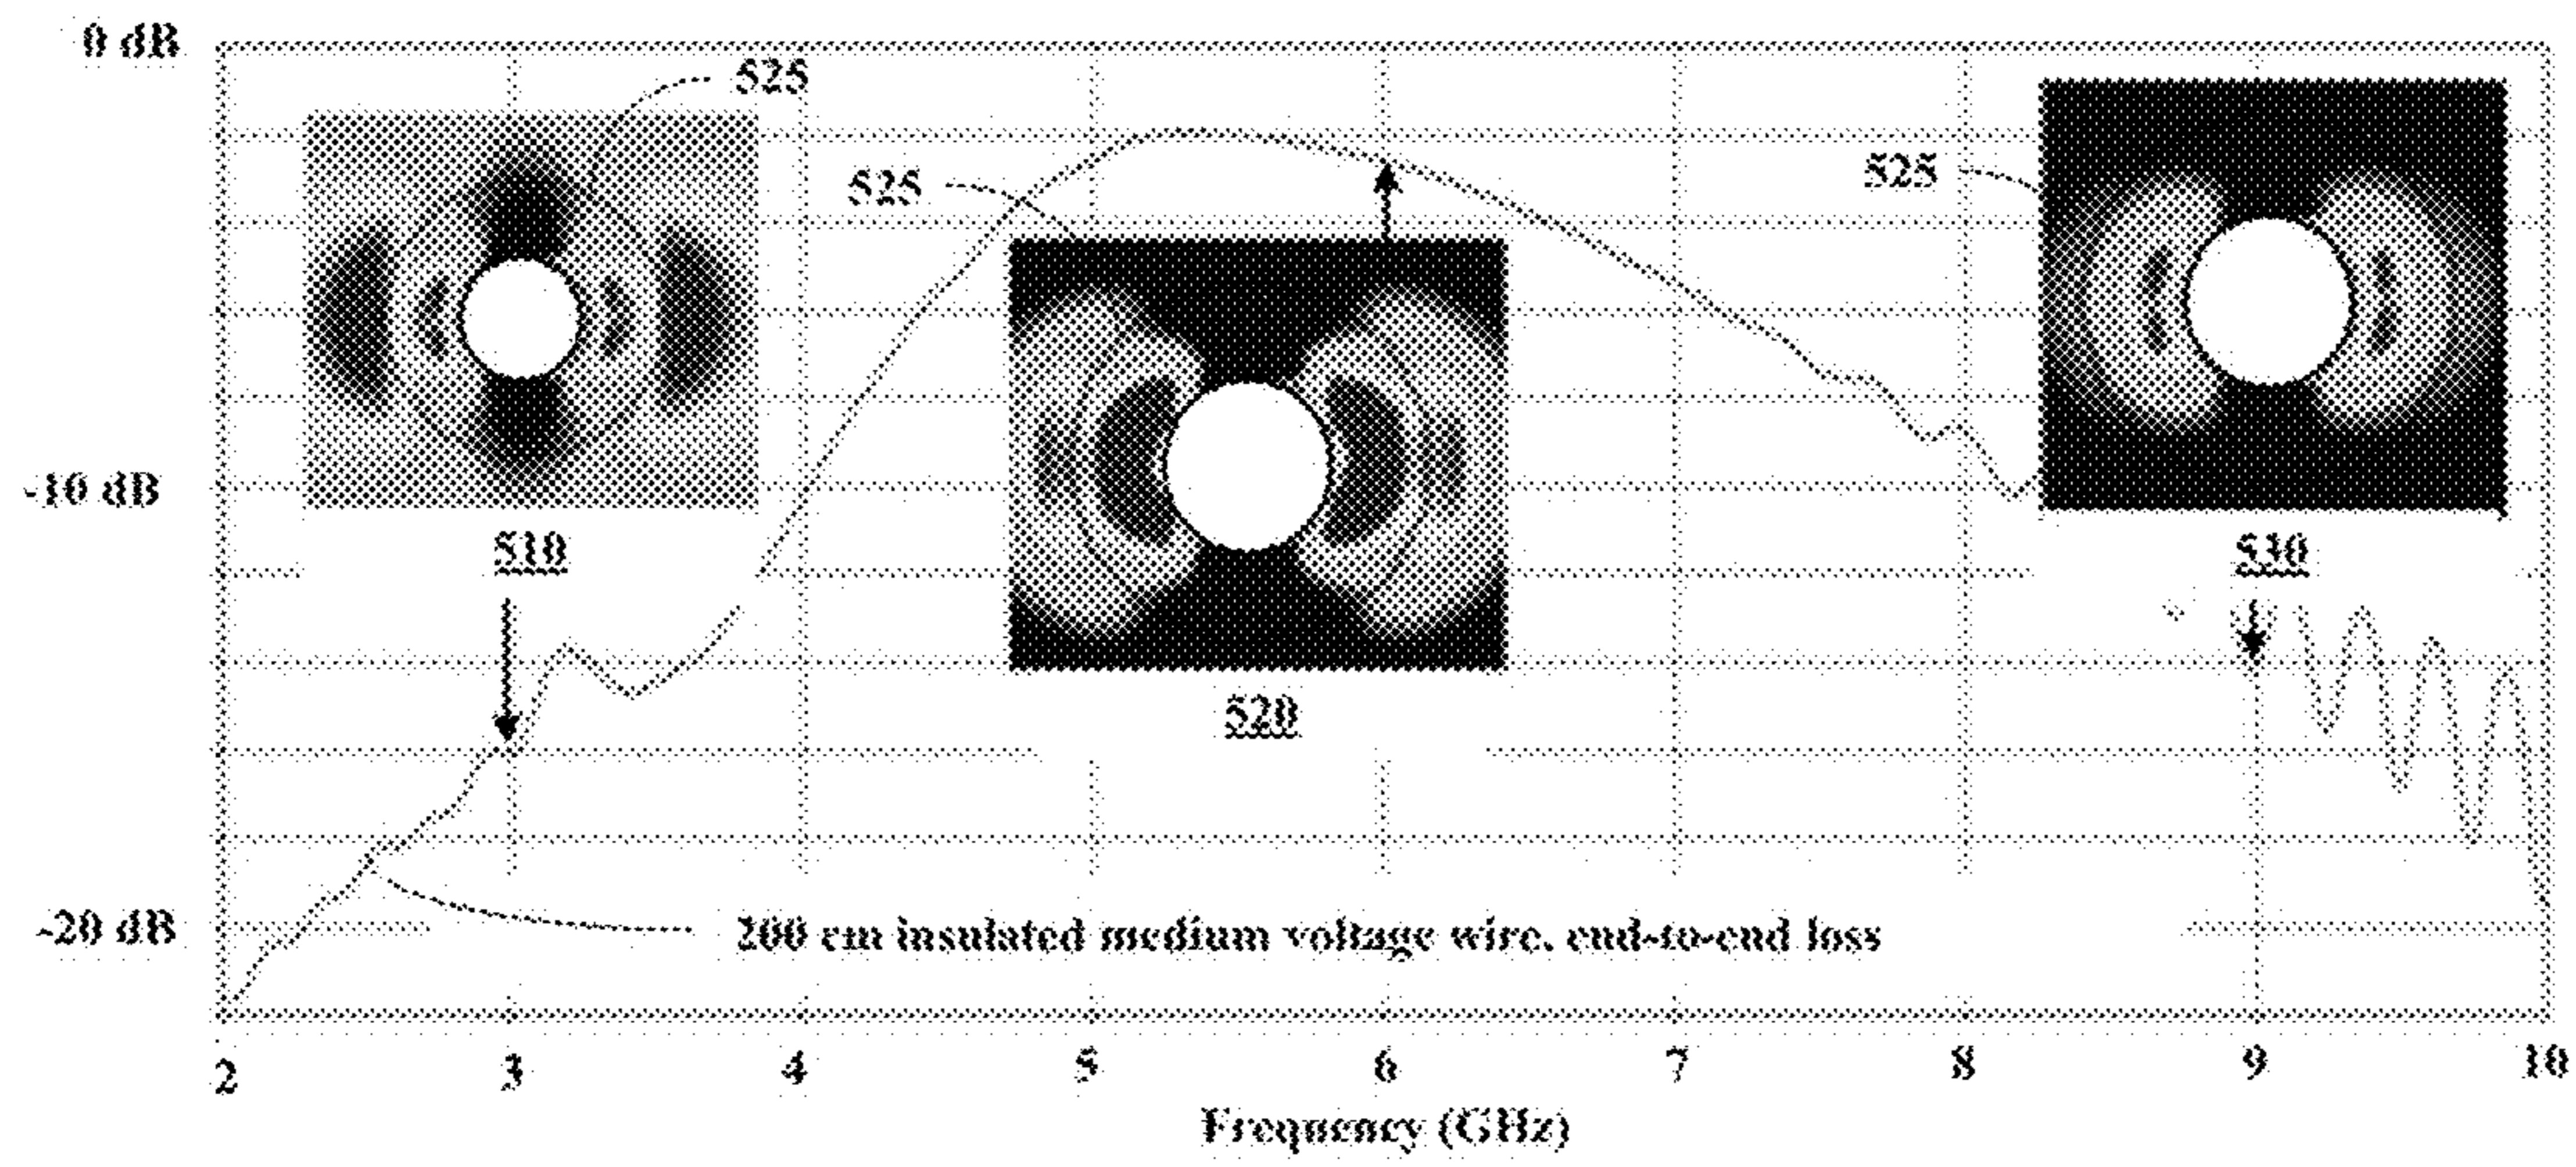 0 dB
525
525
525
-10 dB
510
530
520
-20 dB
200 cm insulated medium voltage wire, end-to-end loss
2 3 4 5 6 7 8 9 10
Frequency (GHz)